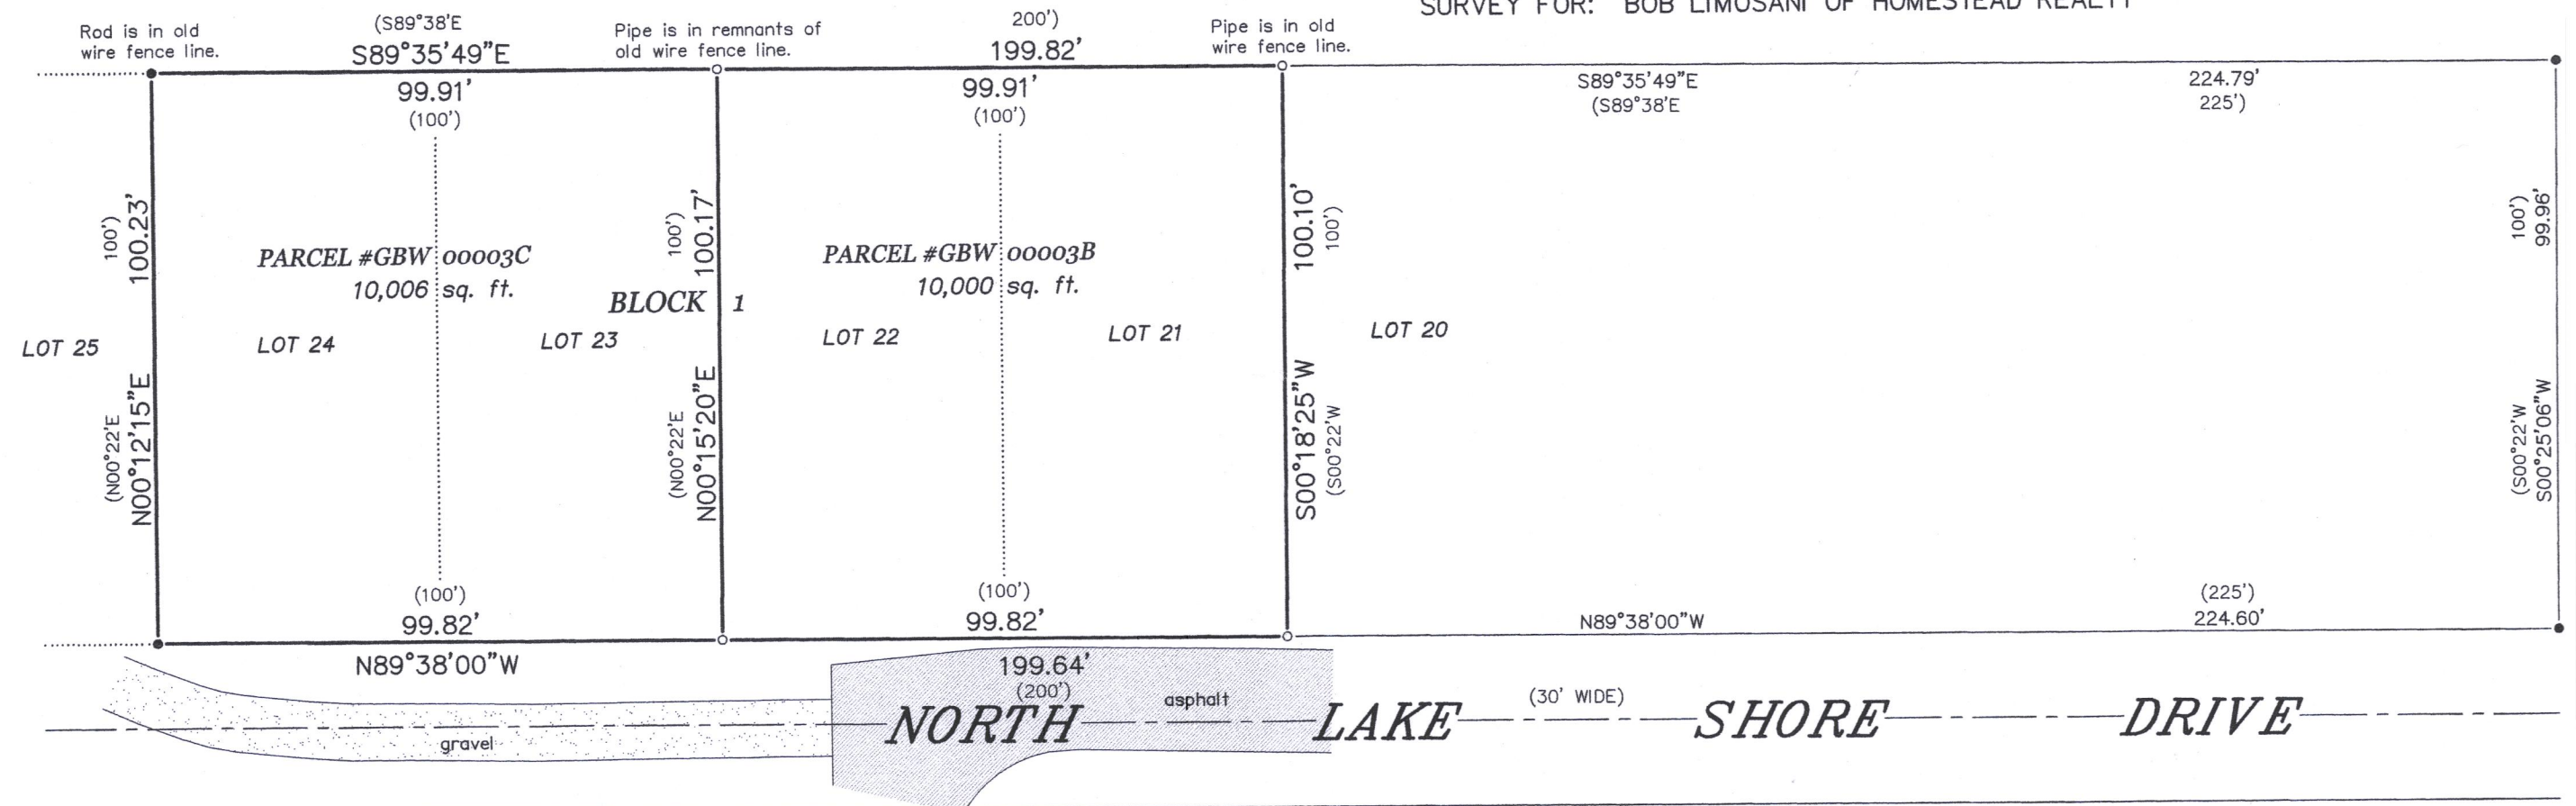 SURVEY FOR: BOB LIMOSANI OF HOMESTEAD REALTY
Rod is in old
wire fence line.
(S89°38'E
S89°35'49"E
Pipe is in remnants of
old wire fence line.
200')
199.82'
Pipe is in old
wire fence line.
99.91'
(100')
99.91'
(100')
S89°35'49"E
(S89°38'E
224.79'
225')
100')
100.23'
100')
100.17'
100.10'
100')
100')
99.96'
PARCEL #GBW 00003C
10,006 sq. ft.
PARCEL #GBW 00003B
10,000 sq. ft.
BLOCK 1
LOT 25
LOT 24
LOT 23
LOT 22
LOT 21
LOT 20
(N00°22'E
N00°12'15"E
(N00°22'E
N00°15'20"E
S00°18'25"W
(S00°22'W
(S00°22'W
S00°25'06"W
(100')
99.82'
(100')
99.82'
N89°38'00"W
(225')
224.60'
N89°38'00"W
199.64'
(200')
asphalt
gravel
NORTH LAKE (30' WIDE) SHORE DRIVE